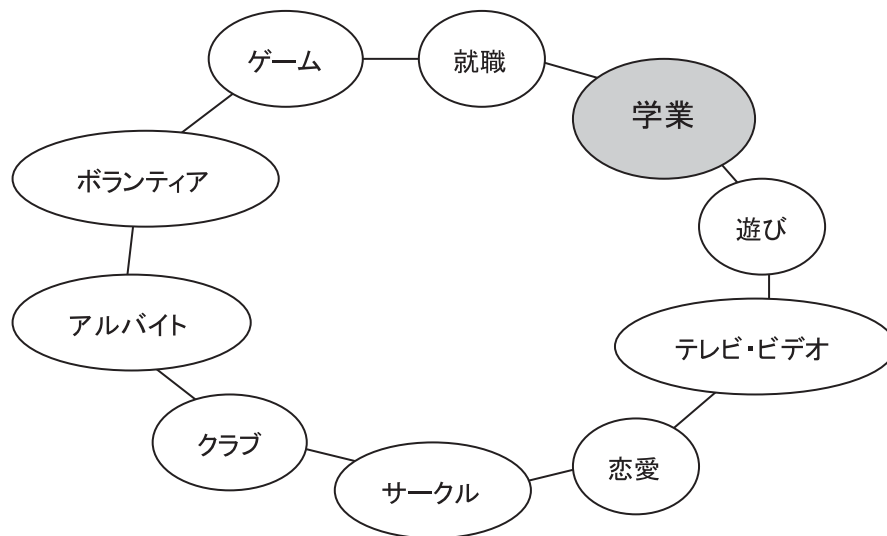 ゲーム
就職
学業
ボランティア
遊び
アルバイト
テレビ・ビデオ
クラブ
サークル
恋愛